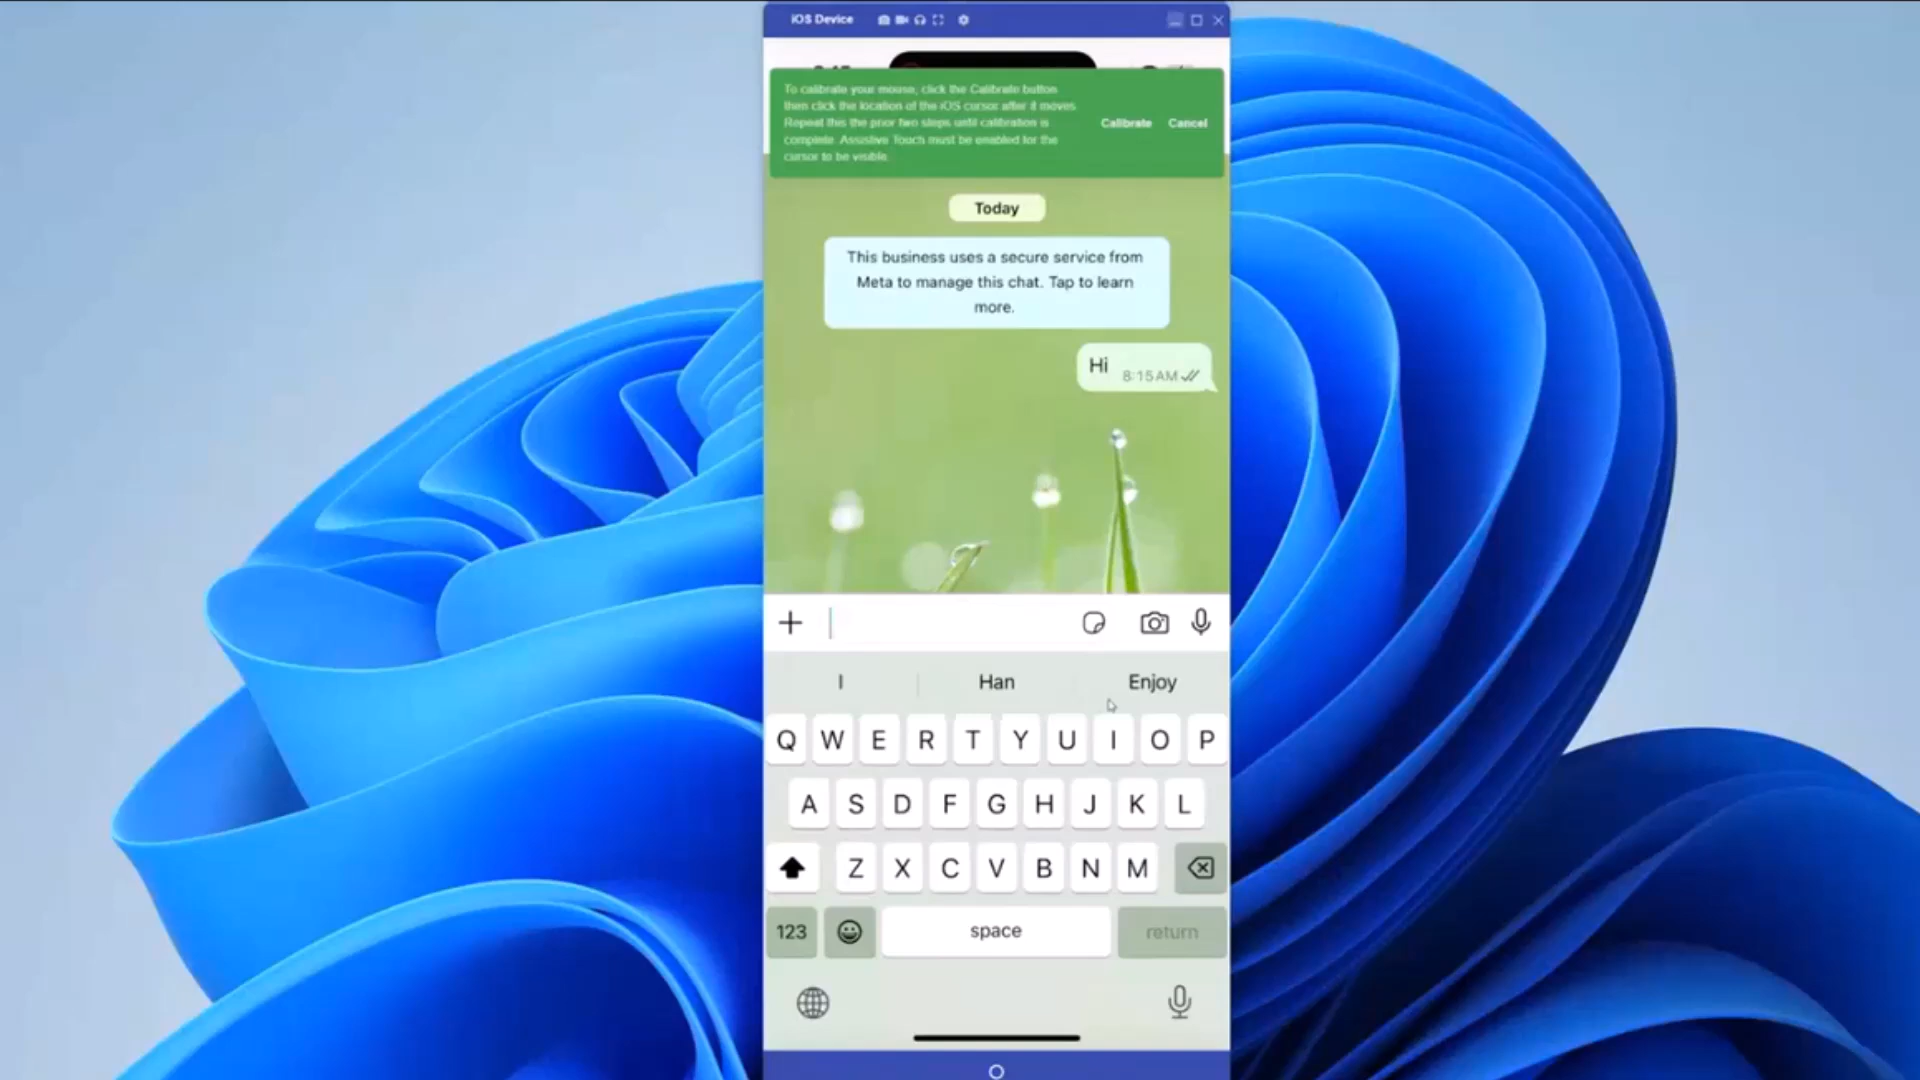 iOS Device
To calibrate your mouse, click the Calibrate button
then click the location of the iOS cursor after it moves.
Repeat this the prior two steps until calibration is
complete. Assistive Touch must be enabled for the
cursor to be visible.
Calibrate Cancel
Today
This business uses a secure service from
Meta to manage this chat. Tap to learn
more.
Hi
8:15 AM
I Han Enjoy
Q W E R T Y U I O P
A S D F G H J K L
Z X C V B N M
123 space return